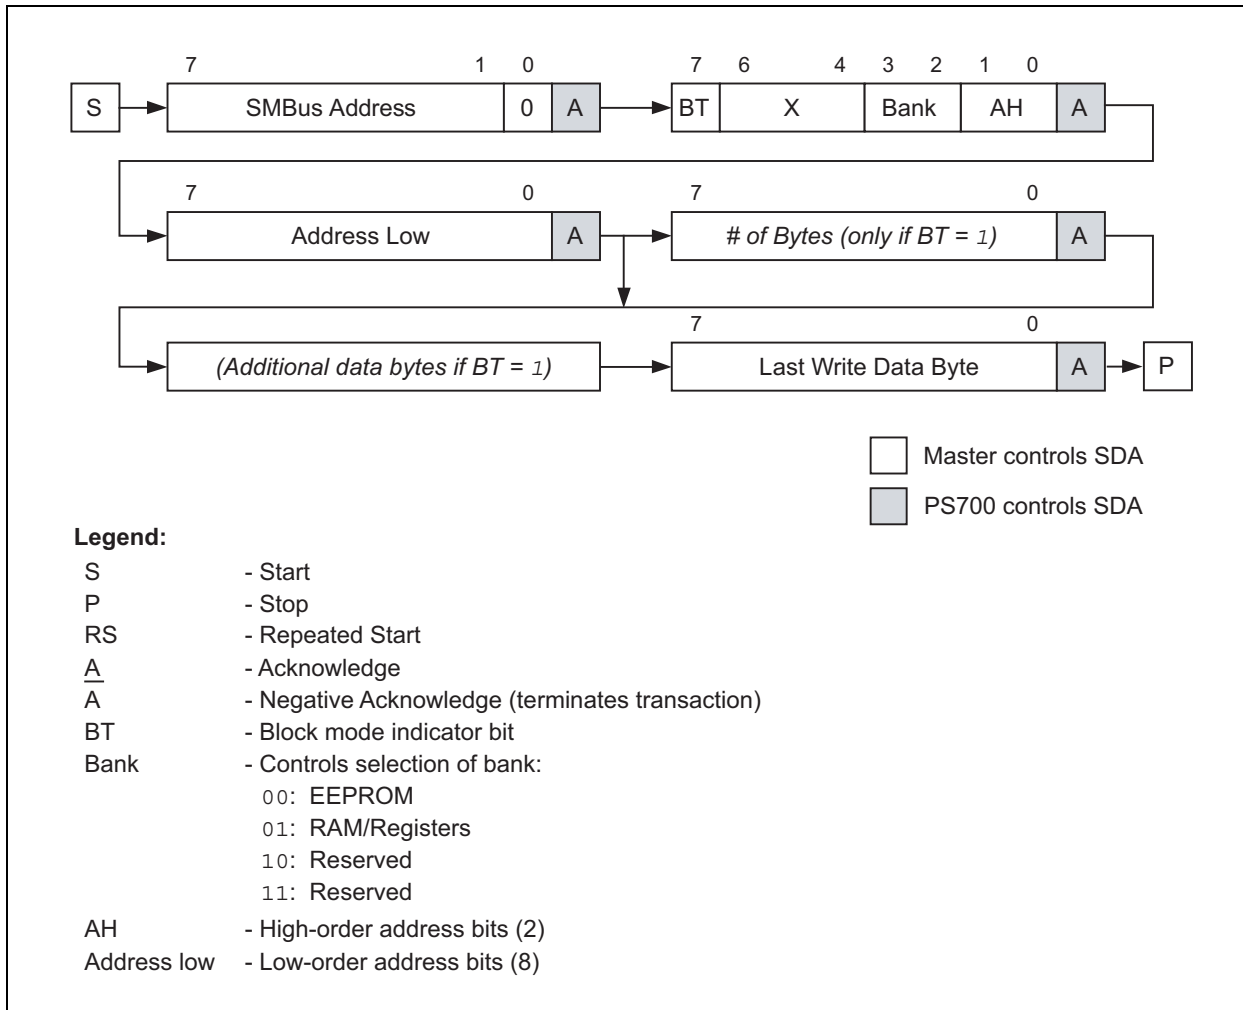 7 1 0 7 6 4 3 2 1 0
S SMBus Address 0 A BT X Bank AH A
7 0 7 0
Address Low A # of Bytes (only if BT = 1) A
7 0
(Additional data bytes if BT = 1) Last Write Data Byte A P
Master controls SDA
PS700 controls SDA
Legend:
S - Start
P - Stop
RS - Repeated Start
A - Acknowledge
A - Negative Acknowledge (terminates transaction)
BT - Block mode indicator bit
Bank - Controls selection of bank:
00: EEPROM
01: RAM/Registers
10: Reserved
11: Reserved
AH - High-order address bits (2)
Address low - Low-order address bits (8)